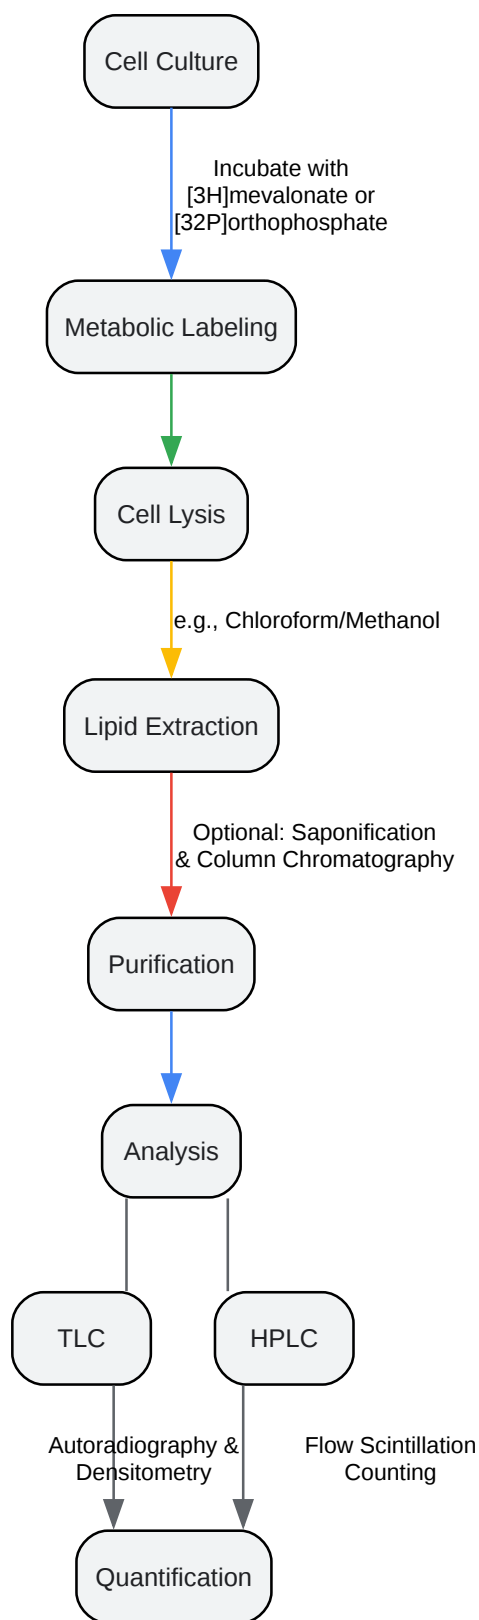 Cell Culture
Incubate with
[3H]mevalonate or
[32P]orthophosphate
Metabolic Labeling
Cell Lysis
e.g., Chloroform/Methanol
Lipid Extraction
Optional: Saponification
& Column Chromatography
Purification
Analysis
TLC
HPLC
Autoradiography &
Densitometry
Flow Scintillation
Counting
Quantification